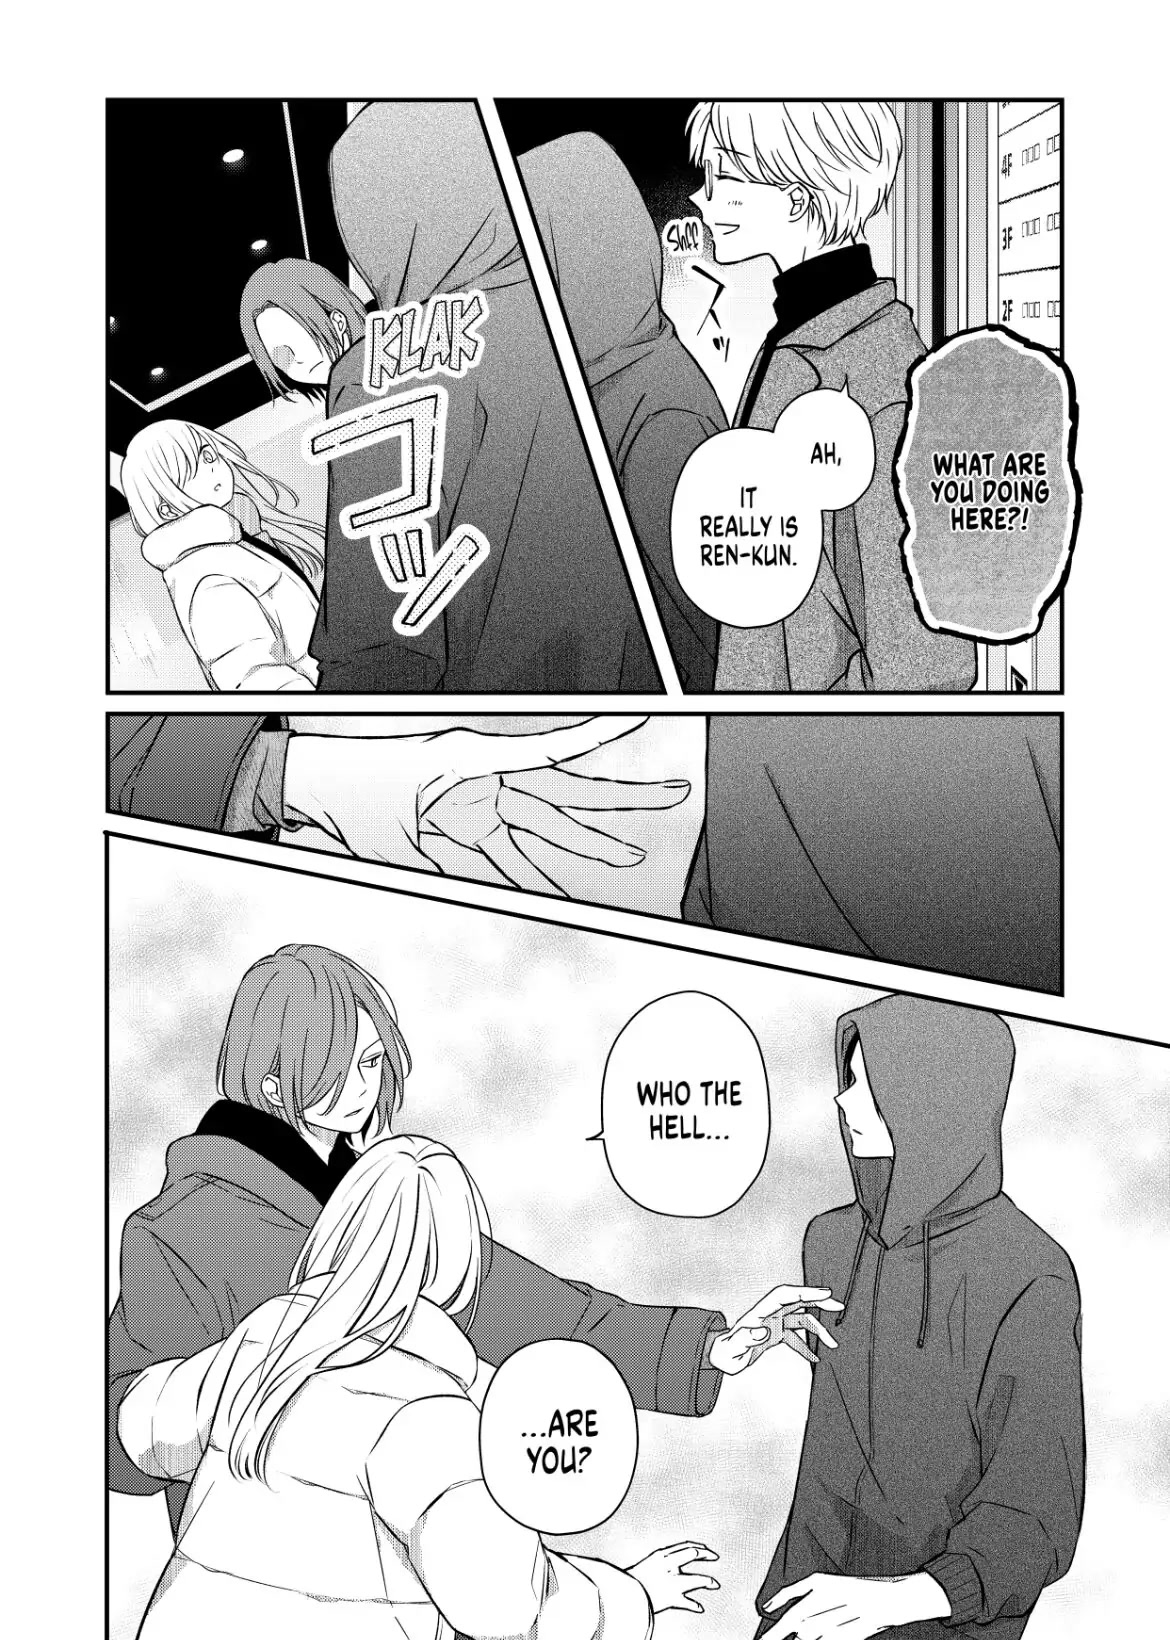 WHAT ARE
YOU DOING
HERE?!
4F
3F
2F
AH,
IT
REALLY IS
REN-KUN.
Shff
スッ
KLAK
コツ
WHO THE
HELL...
...ARE
YOU?